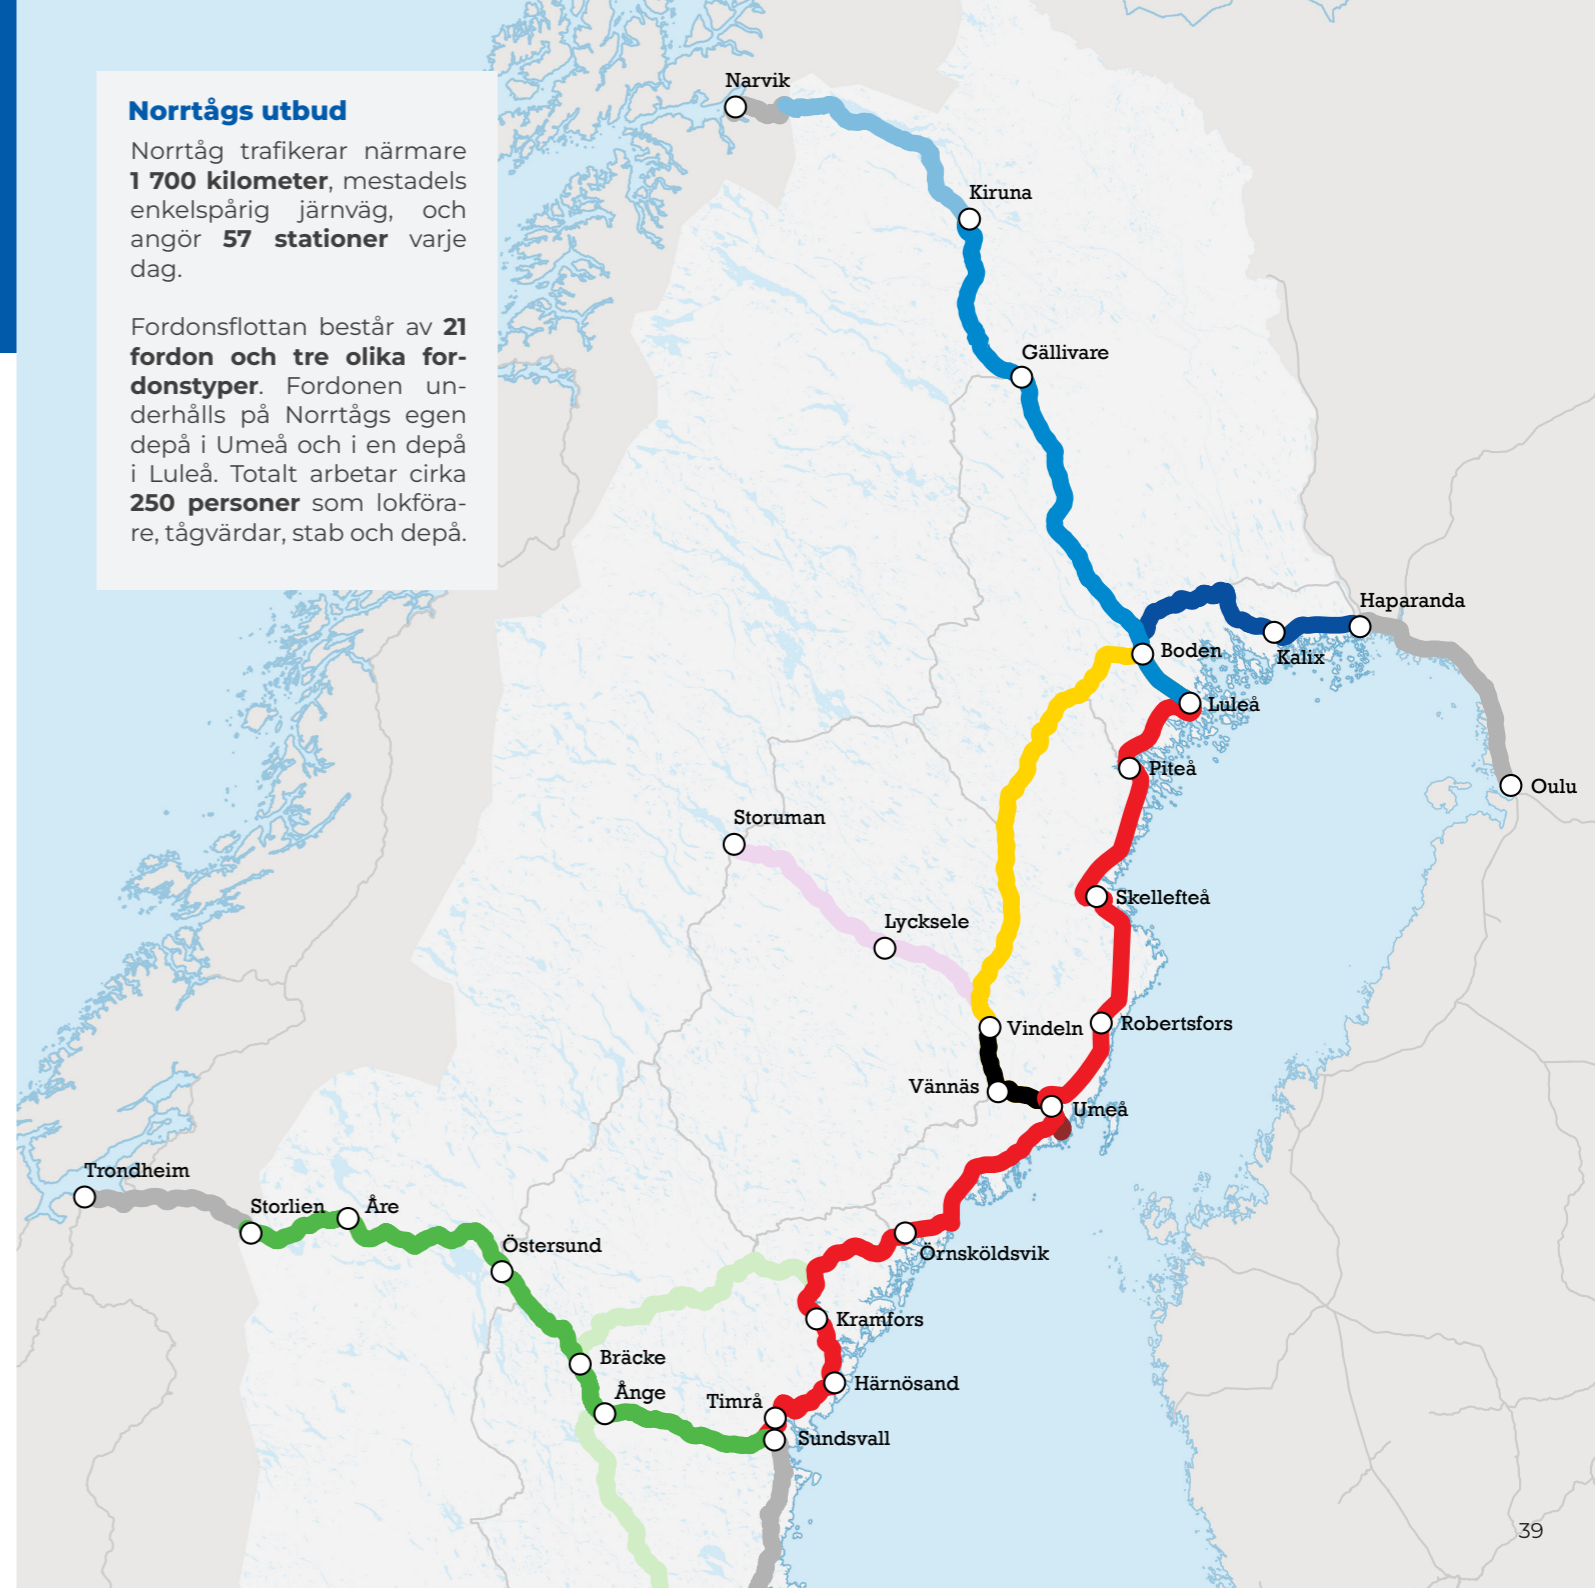 Norrtågs utbud
Norrtåg trafikerar närmare
1 700 kilometer, mestadels
enkelspårig järnväg, och
angör 57 stationer varje
dag.
Fordonsflottan består av 21
fordon och tre olika for-
donstyper. Fordonen un-
derhålls på Norrtågs egen
depå i Umeå och i en depå
i Luleå. Totalt arbetar cirka
250 personer som lokföra-
re, tågvärdar, stab och depå.
Narvik
Kiruna
Gällivare
Haparanda
Boden
Kalix
Luleå
Piteå
Oulu
Storuman
Skellefteå
Lycksele
Vindeln
Robertsfors
Vännäs
Umeå
Trondheim
Storlien
Åre
Östersund
Örnsköldsvik
Kramfors
Bräcke
Härnösand
Ånge
Timrå
Sundsvall
39